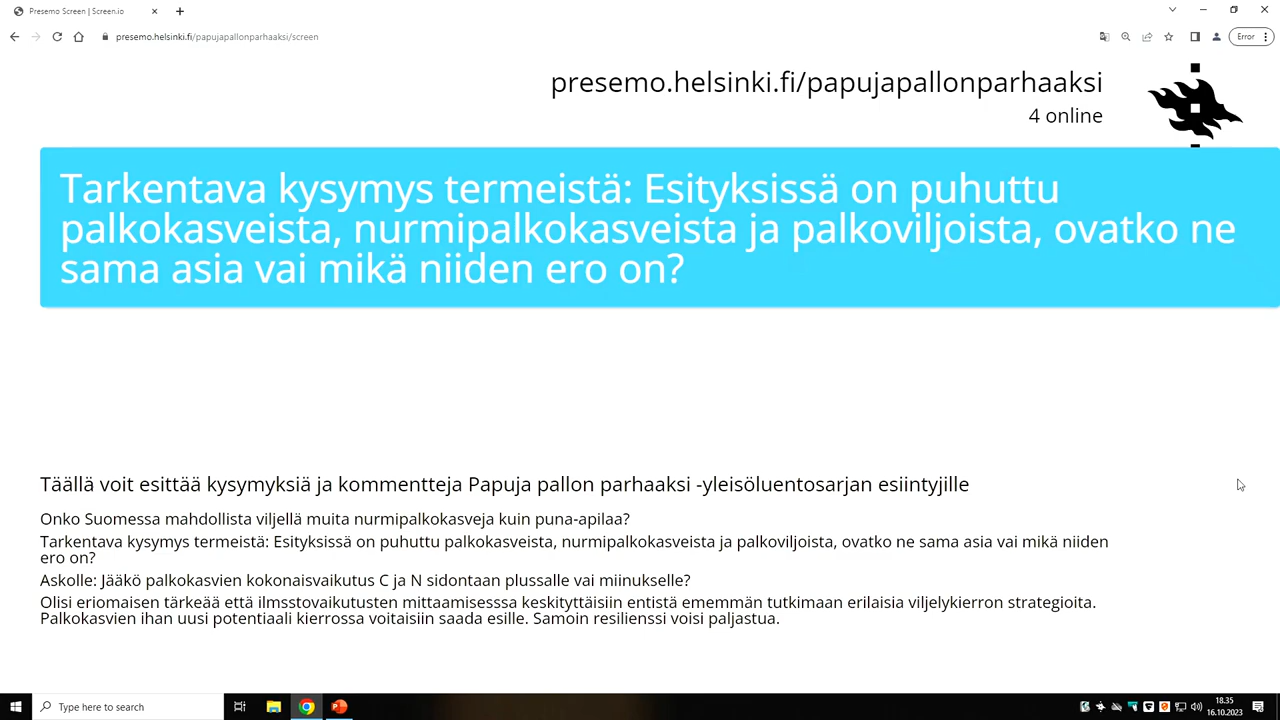 Presemo Screen | Screen.io
presemo.helsinki.fi/papujapallonparhaaksi/screen
Error
presemo.helsinki.fi/papujapallonparhaaksi
4 online
Tarkentava kysymys termeistä: Esityksissä on puhuttu
palkokasveista, nurmipalkokasveista ja palkoviljoista, ovatko ne
sama asia vai mikä niiden ero on?
Täällä voit esittää kysymyksiä ja kommentteja Papuja pallon parhaaksi -yleisöluentosarjan esiintyjille
Onko Suomessa mahdollista viljellä muita nurmipalkokasveja kuin puna-apilaa?
Tarkentava kysymys termeistä: Esityksissä on puhuttu palkokasveista, nurmipalkokasveista ja palkoviljoista, ovatko ne sama asia vai mikä niiden
ero on?
Askolle: Jääkö palkokasvien kokonaisvaikutus C ja N sidontaan plussalle vai miinukselle?
Olisi eriomaisen tärkeää että ilmsstovaikutusten mittaamisesssa keskityttäisiin entistä ememmän tutkimaan erilaisia viljelykierron strategioita.
Palkokasvien ihan uusi potentiaali kierrossa voitaisiin saada esille. Samoin resilienssi voisi paljastua.
Type here to search
18.35
16.10.2023